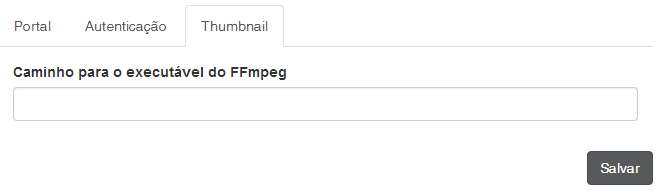 Portal Autenticação Thumbnail
Caminho para o executável do FFmpeg
Salvar